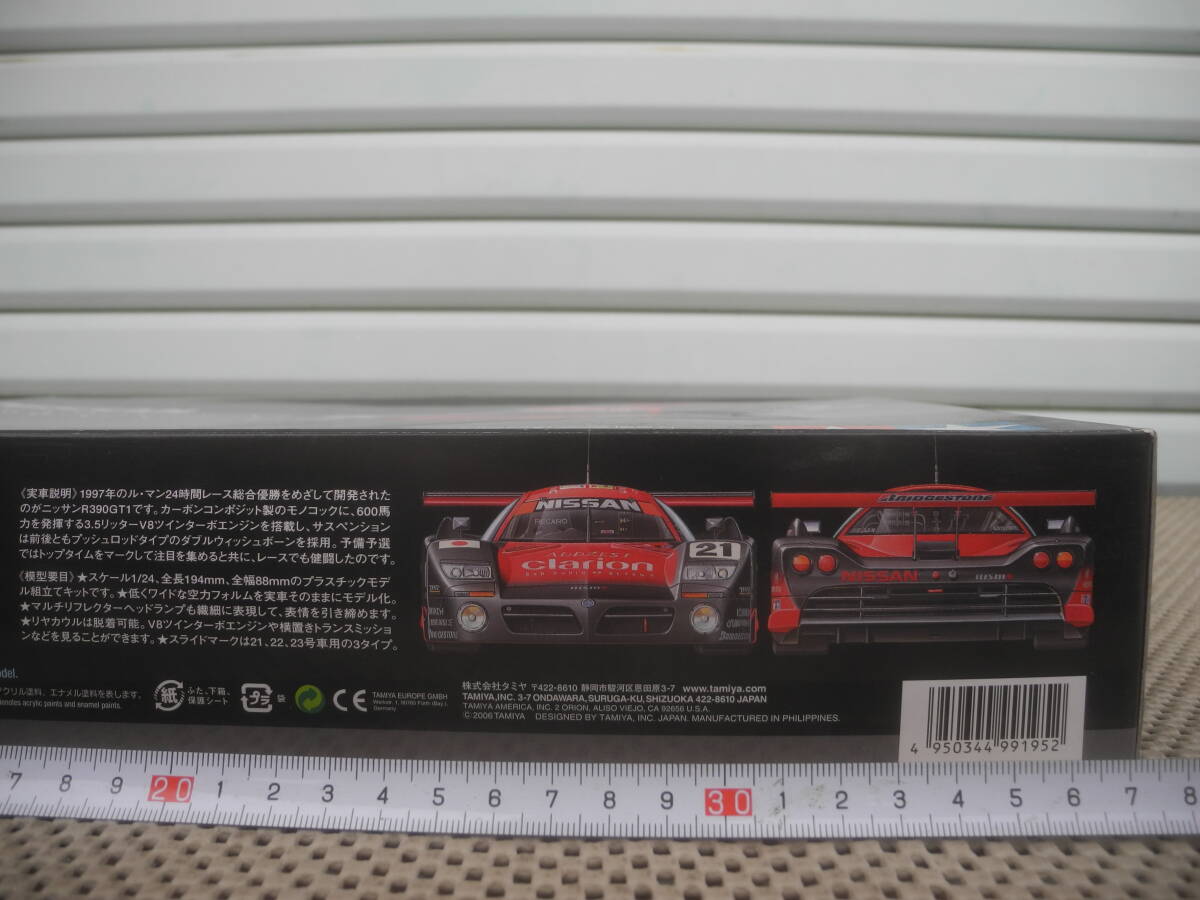 《実車説明》1997年のル・マン24時間レース総合優勝をめざして開発された
のがニッサンR390GT1です。カーボンコンポジット製のモノコックに、600馬
力を発揮する3.5リッターV8ツインターボエンジンを搭載し、サスペンション
は前後ともプッシュロッドタイプのダブルウィッシュボーンを採用。予備予選
ではトップタイムをマークして注目を集めると共に、レースでも健闘したのです。
《模型要目》★スケール1/24、全長194mm、全幅88mmのプラスチックモデ
ル組立てキットです。★低くワイドな空力フォルムを実車そのままにモデル化。
★マルチリフレクターヘッドランプも繊細に表現して、表情を引き締めます。
★リヤカウルは脱着可能。V8ツインターボエンジンや横置きトランスミッショ
ンなどを見ることができます。★スライドマークは21、22、23号車用の3タイプ。
NISSAN
RECARO
ADDZEST
clarion
21
BRIDGESTONE
NISSAN
nismo
odel.
アクリル塗料、エナメル塗料を表します。
enotes acrylic paints and enamel paints.
紙
ふた、下箱、
保護シート
プラ
袋
CE
TAMIYA EUROPE GMBH
Germany
株式会社タミヤ 〒422-8610 静岡市駿河区恩田原3-7 www.tamiya.com
TAMIYA,INC. 3-7 ONDAWARA, SURUGA-KU, SHIZUOKA 422-8610 JAPAN
TAMIYA AMERICA, INC. 2 ORION, ALISO VIEJO, CA 92656 U.S.A.
©2006 TAMIYA DESIGNED BY TAMIYA, INC. JAPAN. MANUFACTURED IN PHILIPPINES.
4 950344 991952
7 8 9 20 1 2 3 4 5 6 7 8 9 30 1 2 3 4 5 6 7 8